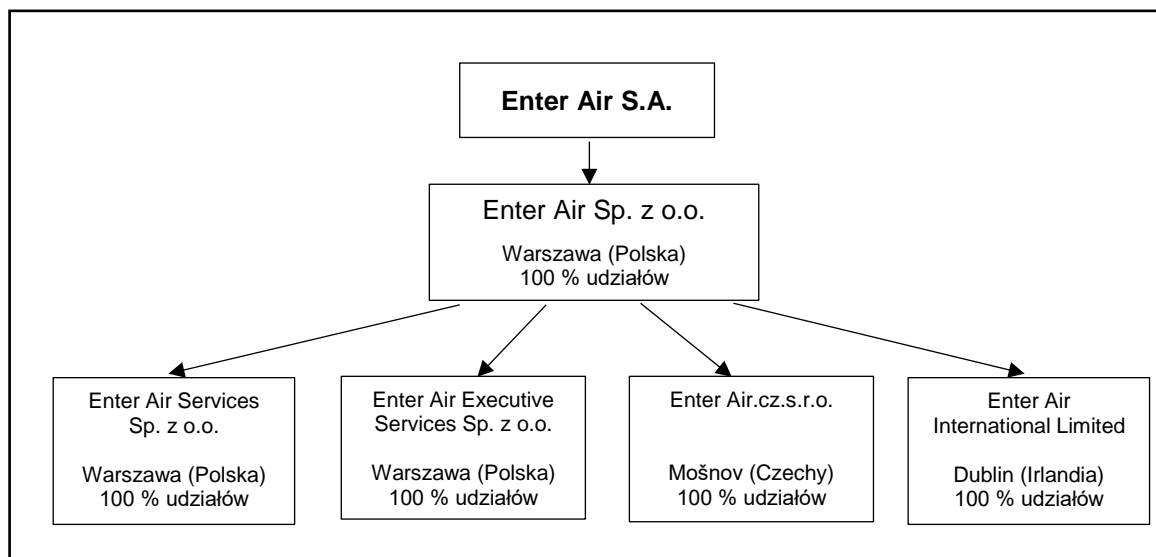 Enter Air S.A.
Enter Air Sp. z o.o.
Warszawa (Polska)
100 % udziałów
Enter Air Services
Sp. z o.o.
Warszawa (Polska)
100 % udziałów
Enter Air Executive
Services Sp. z o.o.
Warszawa (Polska)
100 % udziałów
Enter Air.cz.s.r.o.
Mošnov (Czechy)
100 % udziałów
Enter Air
International Limited
Dublin (Irlandia)
100 % udziałów